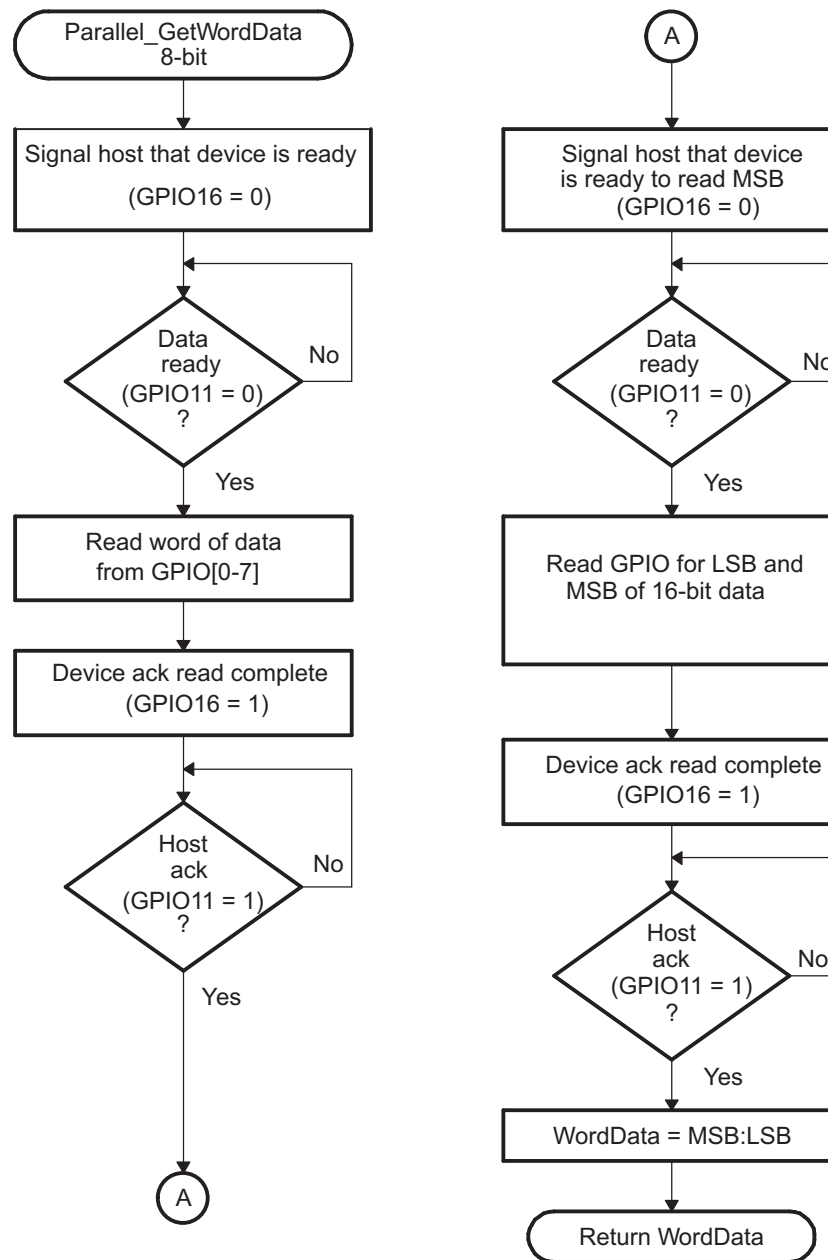 Parallel_GetWordData
8-bit
Signal host that device is ready
(GPIO16 = 0)
Data
ready
(GPIO11 = 0)
?
No
Yes
Read word of data
from GPIO[0-7]
Device ack read complete
(GPIO16 = 1)
Host
ack
(GPIO11 = 1)
?
No
Yes
A
A
Signal host that device
is ready to read MSB
(GPIO16 = 0)
Data
ready
(GPIO11 = 0)
?
No
Yes
Read GPIO for LSB and
MSB of 16-bit data
Device ack read complete
(GPIO16 = 1)
Host
ack
(GPIO11 = 1)
?
No
Yes
WordData = MSB:LSB
Return WordData